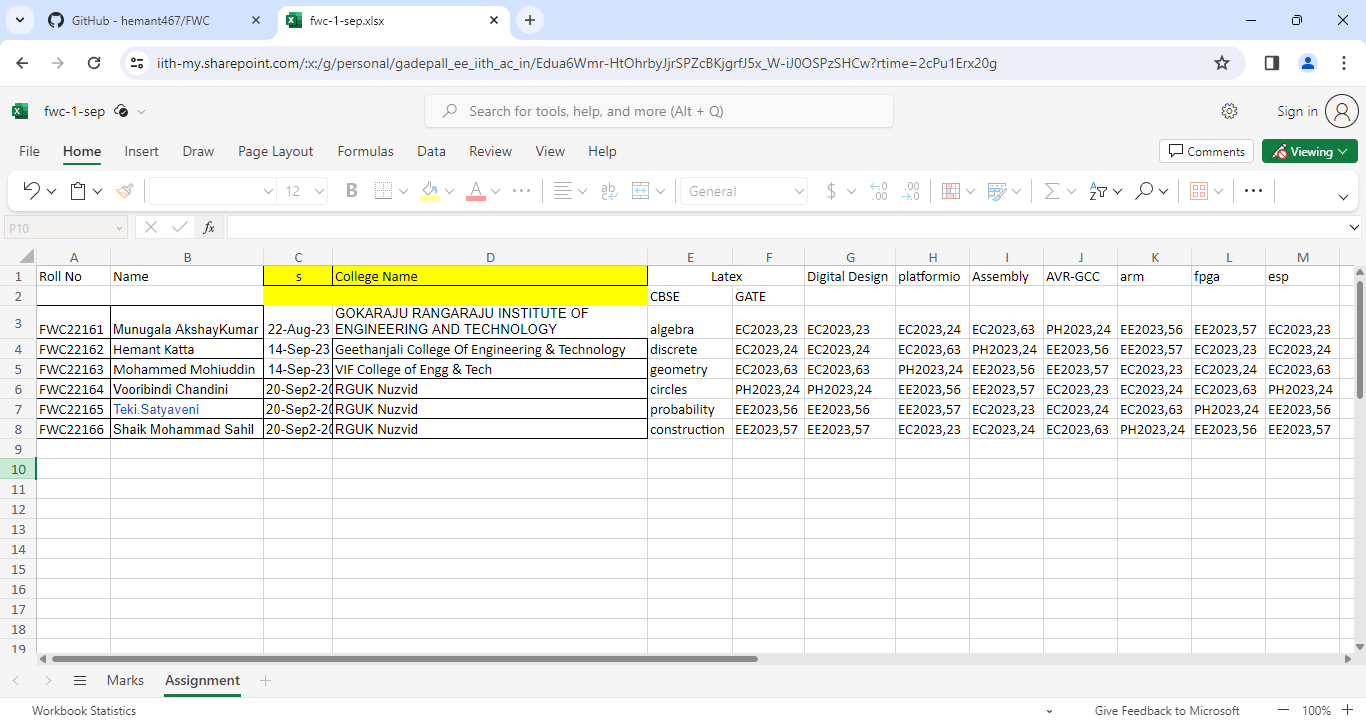 GitHub - hemant467/FWC
fwc-1-sep.xlsx
iith-my.sharepoint.com/:x:/g/personal/gadepall_ee_iith_ac_in/Edua6Wmr-HtOhrbyJjrSPZcBKjgrfJ5x_W-iJ0OSPzSHCw?rtime=2cPu1Erx20g
fwc-1-sep
Search for tools, help, and more (Alt + Q)
Sign in
File Home Insert Draw Page Layout Formulas Data Review View Help
Comments Viewing
12 B A General $ .00 .00
P10 fx
A B C D E F G H I J K L M
1 Roll No Name s College Name Latex Digital Design platformio Assembly AVR-GCC arm fpga esp
2 CBSE GATE
GOKARAJU RANGARAJU INSTITUTE OF
3 FWC22161 Munugala AkshayKumar 22-Aug-23 ENGINEERING AND TECHNOLOGY algebra EC2023,23 EC2023,23 EC2023,24 EC2023,63 PH2023,24 EE2023,56 EE2023,57 EC2023,23
4 FWC22162 Hemant Katta 14-Sep-23 Geethanjali College Of Engineering & Technology discrete EC2023,24 EC2023,24 EC2023,63 PH2023,24 EE2023,56 EE2023,57 EC2023,23 EC2023,24
5 FWC22163 Mohammed Mohiuddin 14-Sep-23 VIF College of Engg & Tech geometry EC2023,63 EC2023,63 PH2023,24 EE2023,56 EE2023,57 EC2023,23 EC2023,24 EC2023,63
6 FWC22164 Vooribindi Chandini 20-Sep2-20 RGUK Nuzvid circles PH2023,24 PH2023,24 EE2023,56 EE2023,57 EC2023,23 EC2023,24 EC2023,63 PH2023,24
7 FWC22165 Teki.Satyaveni 20-Sep2-20 RGUK Nuzvid probability EE2023,56 EE2023,56 EE2023,57 EC2023,23 EC2023,24 EC2023,63 PH2023,24 EE2023,56
8 FWC22166 Shaik Mohammad Sahil 20-Sep2-20 RGUK Nuzvid construction EE2023,57 EE2023,57 EC2023,23 EC2023,24 EC2023,63 PH2023,24 EE2023,56 EE2023,57
9
10
11
12
13
14
15
16
17
18
19
Marks Assignment
Workbook Statistics
Give Feedback to Microsoft
100%